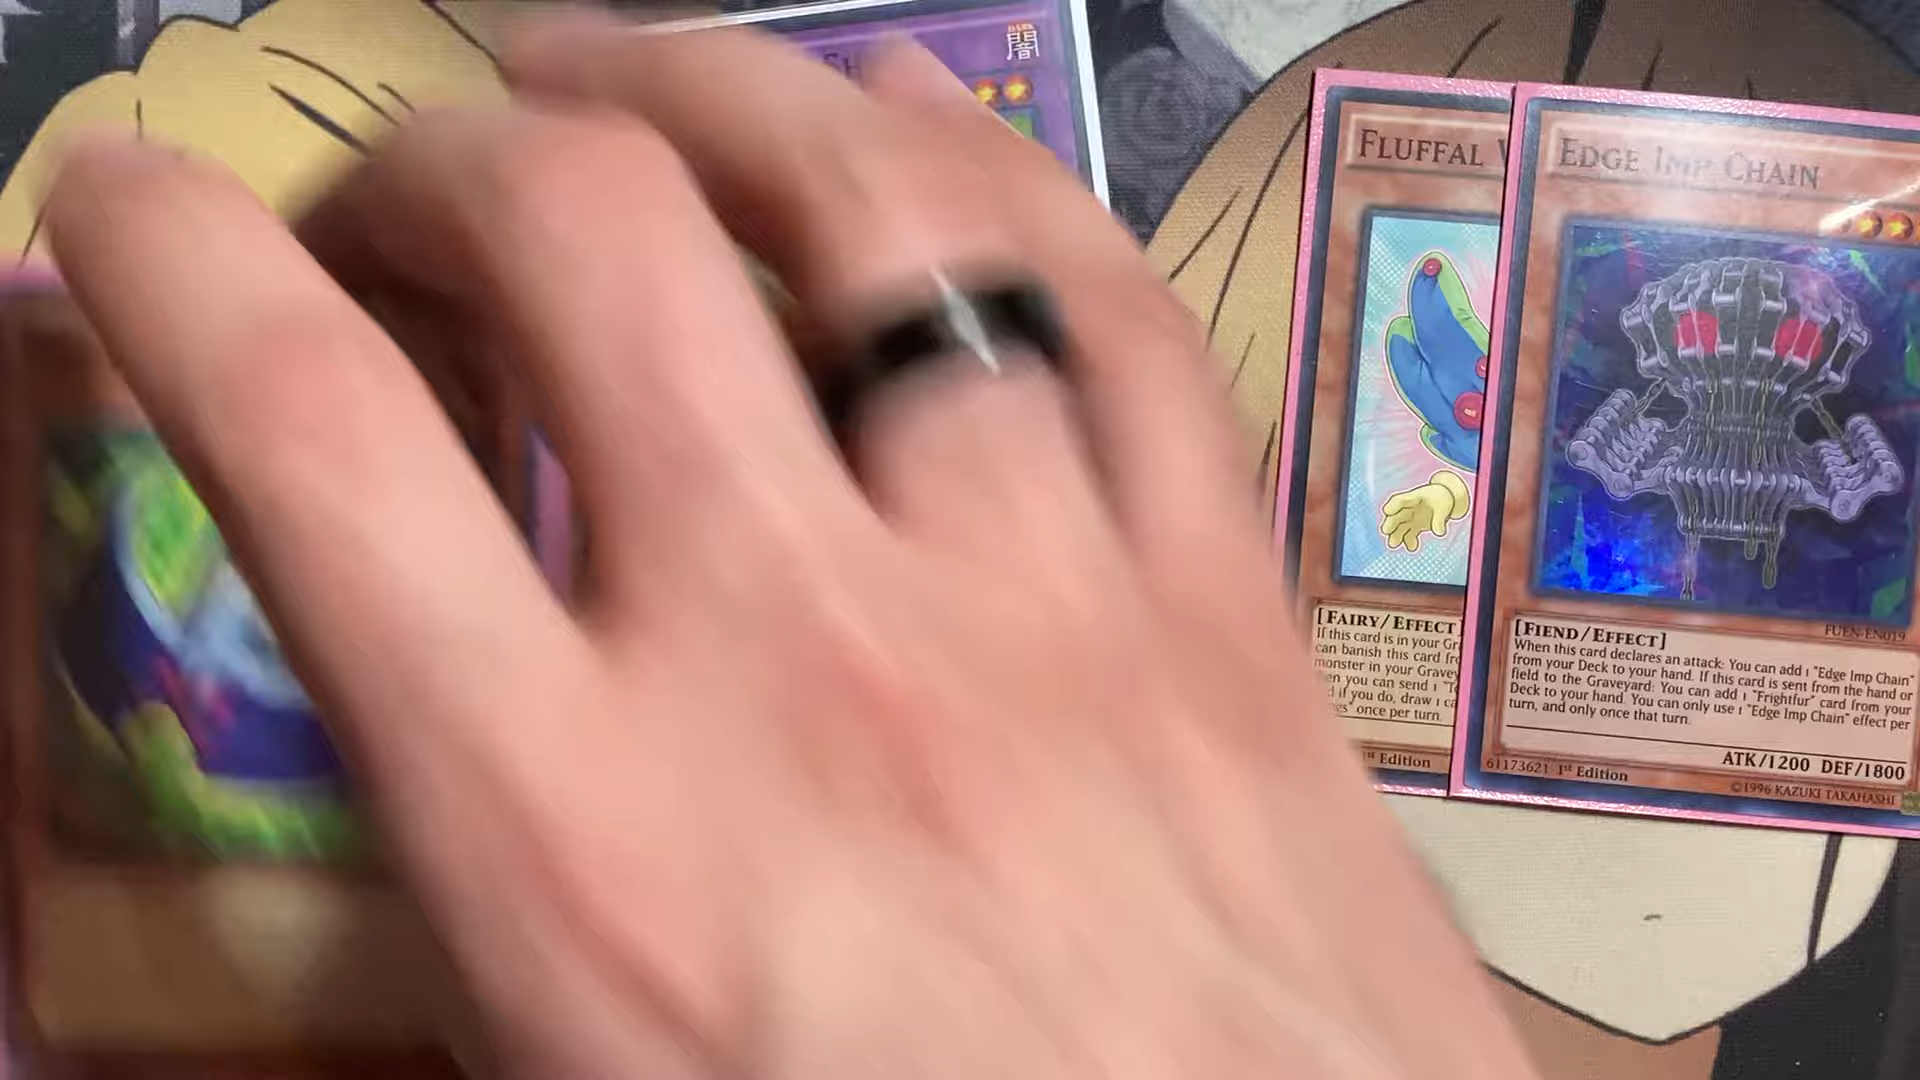 闇
FLUFFAL
EDGE IMP CHAIN
FUEN-EN019
[FAIRY/EFFECT]
If this card is in your
can banish this card
monster in your
you can send 1
if you do, draw 1
once per turn.
1st Edition
[FIEND/EFFECT]
When this card declares an attack: You can add 1 "Edge Imp Chain"
from your Deck to your hand. If this card is sent from the hand or
field to the Graveyard: You can add 1 "Frightfur" card from your
Deck to your hand. You can only use 1 "Edge Imp Chain" effect per
turn, and only once that turn.
ATK/1200 DEF/1800
61173621 1st Edition
©1996 KAZUKI TAKAHASHI